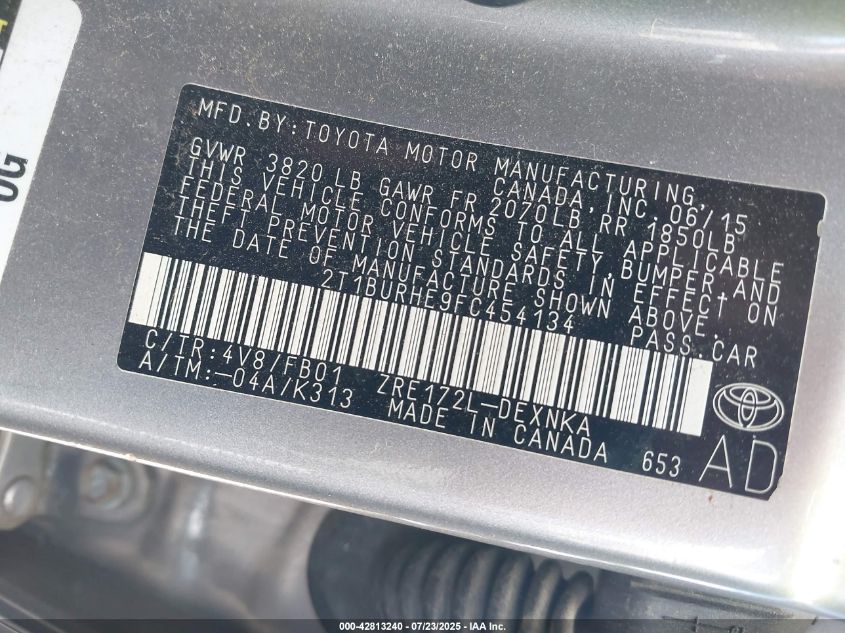 MFD.BY:TOYOTA MOTOR MANUFACTURING,
CANADA, INC. 06/15
GVWR 3820 LB GAWR FR 2070LB RR 1850LB
THIS VEHICLE CONFORMS TO ALL APPLICABLE
FEDERAL MOTOR VEHICLE SAFETY,BUMPER,AND
THEFT PREVENTION STANDARDS IN EFFECT ON
THE DATE OF MANUFACTURE SHOWN ABOVE.
2T1BURHE9FC454134 PASS.CAR
C/TR:4V8/FB01 ZRE172L-DEXNKA
A/TM:-04A/K313 MADE IN CANADA 653
AD
G
0
000-42813240 - 07/23/2025 - IAA Inc.